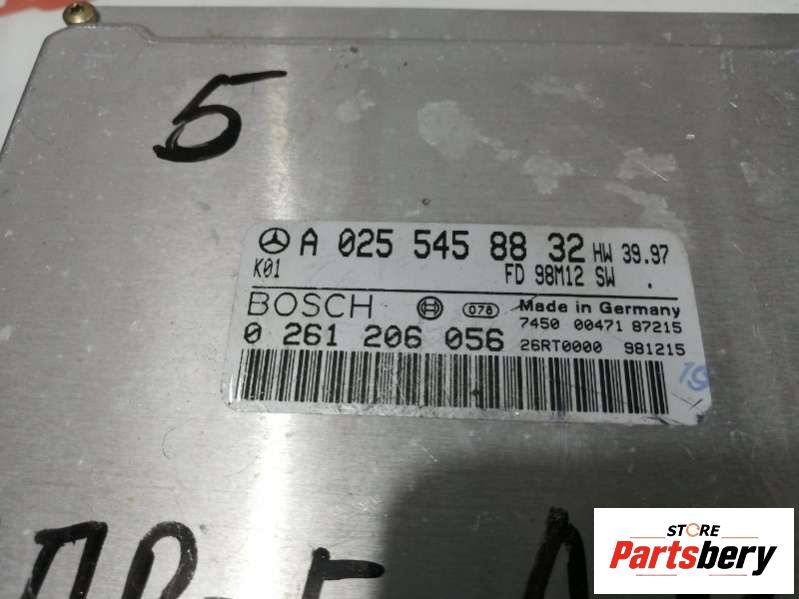 5
A 025 545 88 32 HW 39.97
K01 FD 98M12 SW .
BOSCH 078 Made in Germany
7450 00471 87215
0 261 206 056 26RT0000 981215
19
STORE
Partsbery